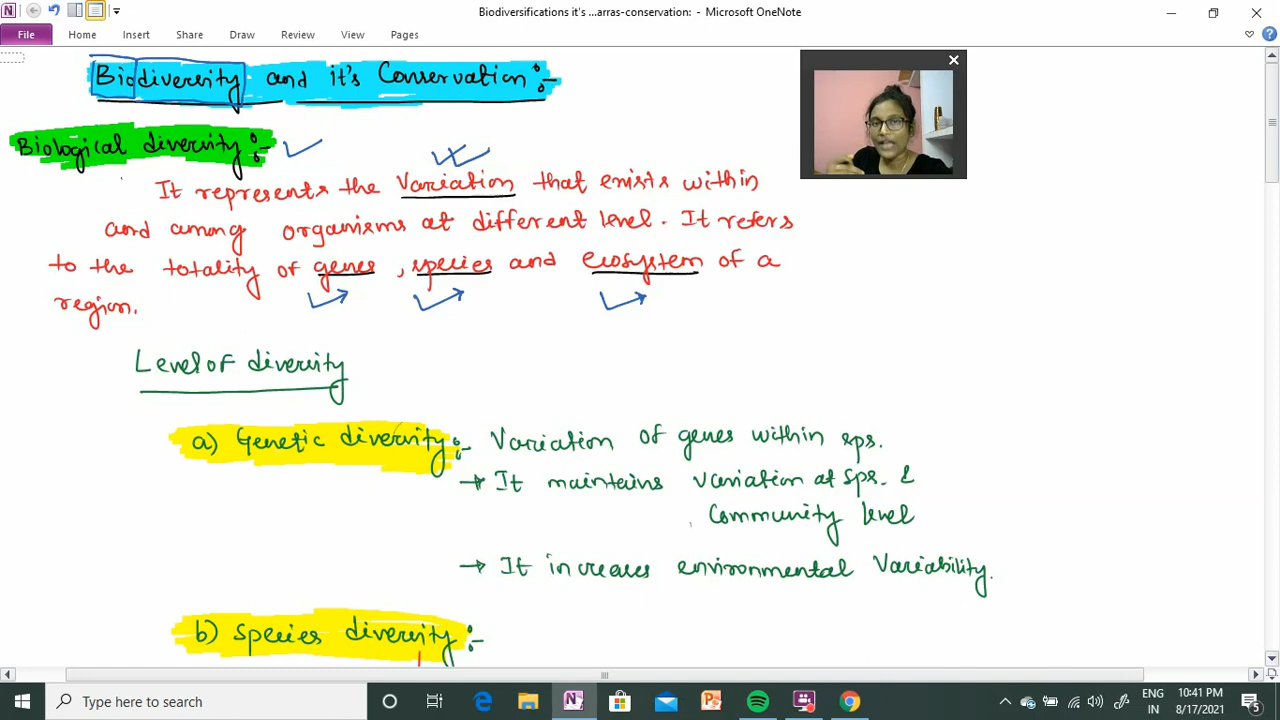 Biodiversifications it's ...arras-conservation: - Microsoft OneNote
File Home Insert Share Draw History Review View Pages
Biodiversity and it's Conservation:-
Biological diversity:-
It represents the Variation that exists within
and among organisms at different level. It refers
to the totality of genes, species and ecosystem of a
region.
Level of diversity
a) Genetic diversity:- Variation of genes within sps.
→ It maintains variation at sps. &
Community level
→ It increases environmental Variability.
b) Species diversity:-
Type here to search
ENG
IN
10:41 PM
8/17/2021
5